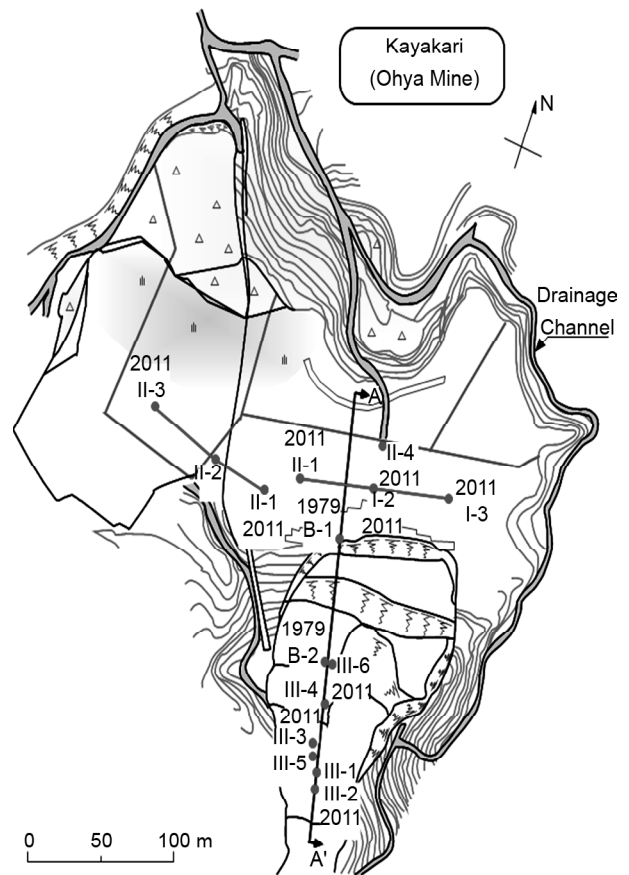 Kayakari
(Ohya Mine)
N
Drainage
Channel
2011
II-3
A
2011
II-4
II-2
II-1
2011
2011
II-1
I-2
I-3
1979
2011
B-1
2011
1979
B-2
III-6
III-4
2011
2011
III-3
III-5
III-1
III-2
2011
0
50
100 m
A'